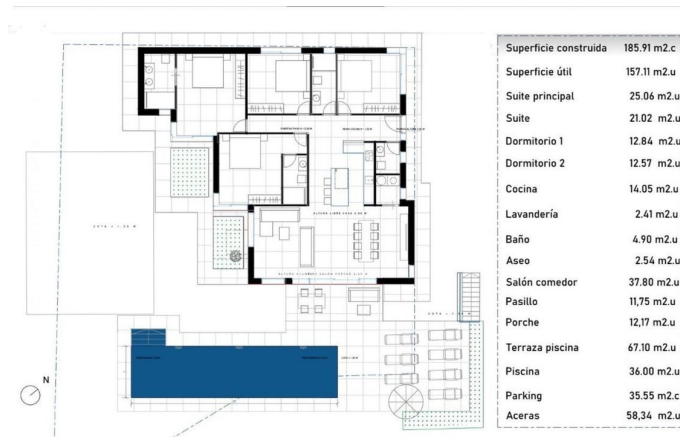 Superficie construida 185.91 m2.c
Superficie útil 157.11 m2.u
Suite principal 25.06 m2.u
Suite 21.02 m2.u
Dormitorio 1 12.84 m2.u
Dormitorio 2 12.57 m2.u
Cocina 14.05 m2.u
Lavandería 2.41 m2.u
Baño 4.90 m2.u
Aseo 2.54 m2.u
Salón comedor 37.80 m2.u
Pasillo 11,75 m2.u
Porche 12,17 m2.u
Terraza piscina 67.10 m2.u
Piscina 36.00 m2.u
Parking 35.55 m2.c
Aceras 58,34 m2.u
N